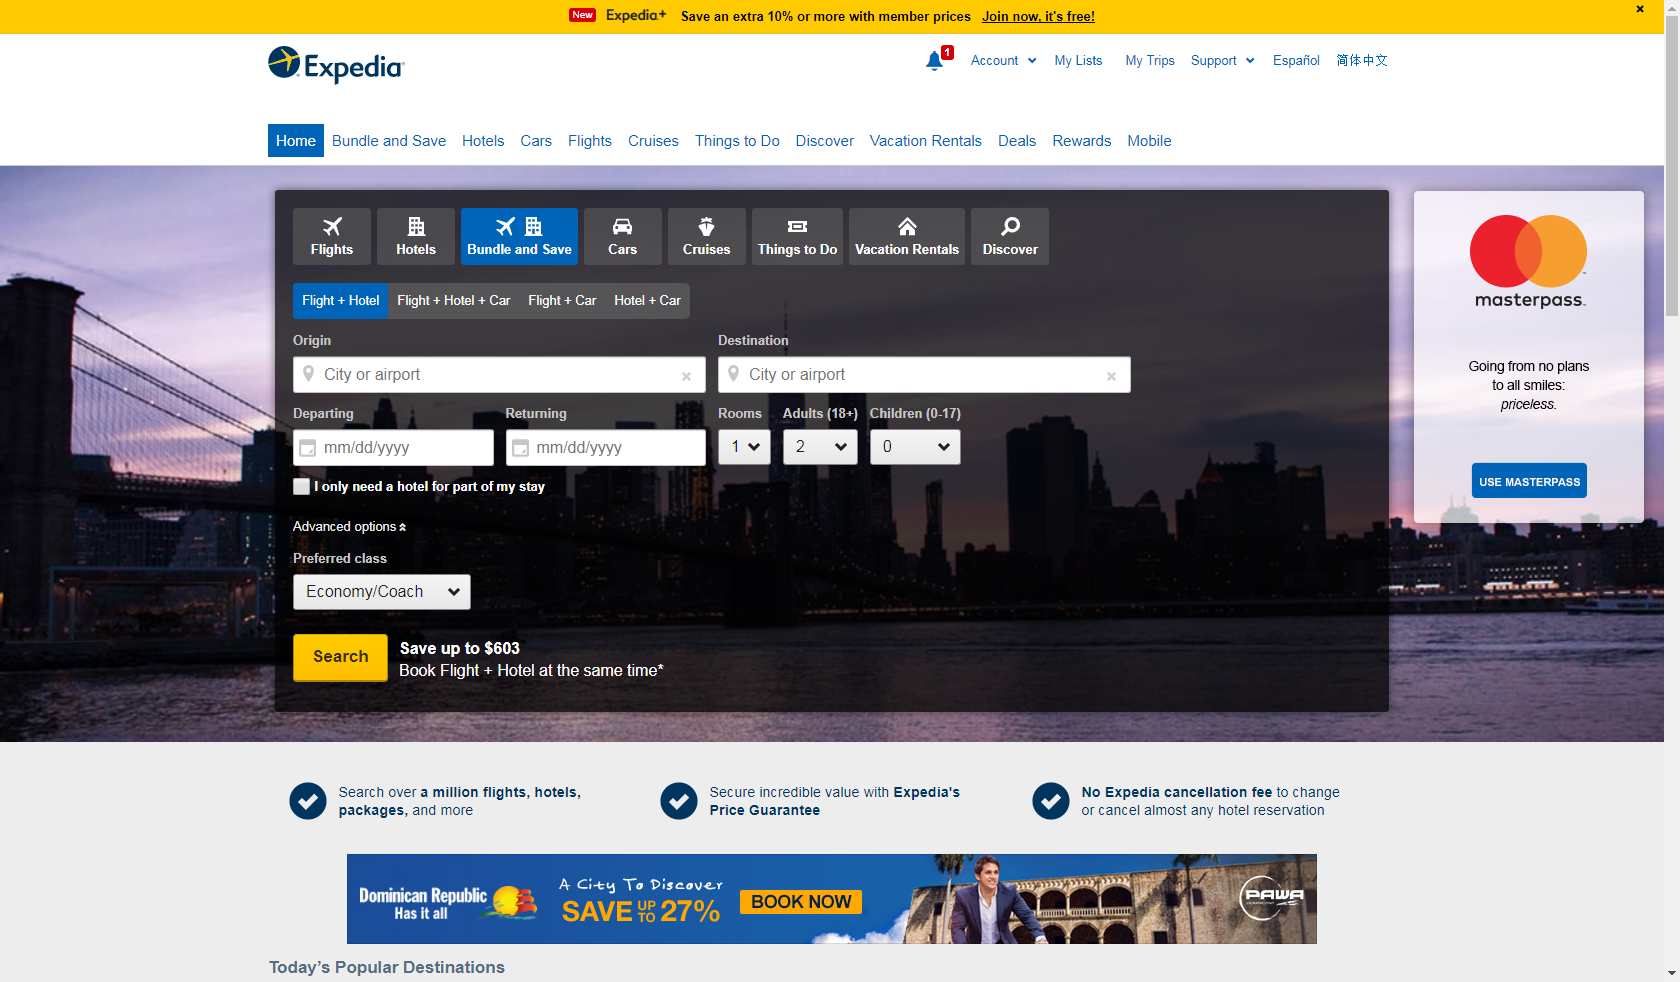 New Expedia+ Save an extra 10% or more with member prices Join now, it's free!
Expedia
1 Account My Lists My Trips Support Español 简体中文
Home Bundle and Save Hotels Cars Flights Cruises Things to Do Discover Vacation Rentals Deals Rewards Mobile
Flights Hotels Bundle and Save Cars Cruises Things to Do Vacation Rentals Discover
Flight + Hotel Flight + Hotel + Car Flight + Car Hotel + Car
Origin Destination
City or airport City or airport
Departing Returning Rooms Adults (18+) Children (0-17)
mm/dd/yyyy mm/dd/yyyy 1 2 0
I only need a hotel for part of my stay
Advanced options
Preferred class
Economy/Coach
Search
Save up to $603
Book Flight + Hotel at the same time*
masterpass
Going from no plans
to all smiles:
priceless.
USE MASTERPASS
Search over a million flights, hotels,
packages, and more
Secure incredible value with Expedia's
Price Guarantee
No Expedia cancellation fee to change
or cancel almost any hotel reservation
Dominican Republic
Has it all
A City To Discover
SAVE UP TO 27%
BOOK NOW
PAWA
Today's Popular Destinations